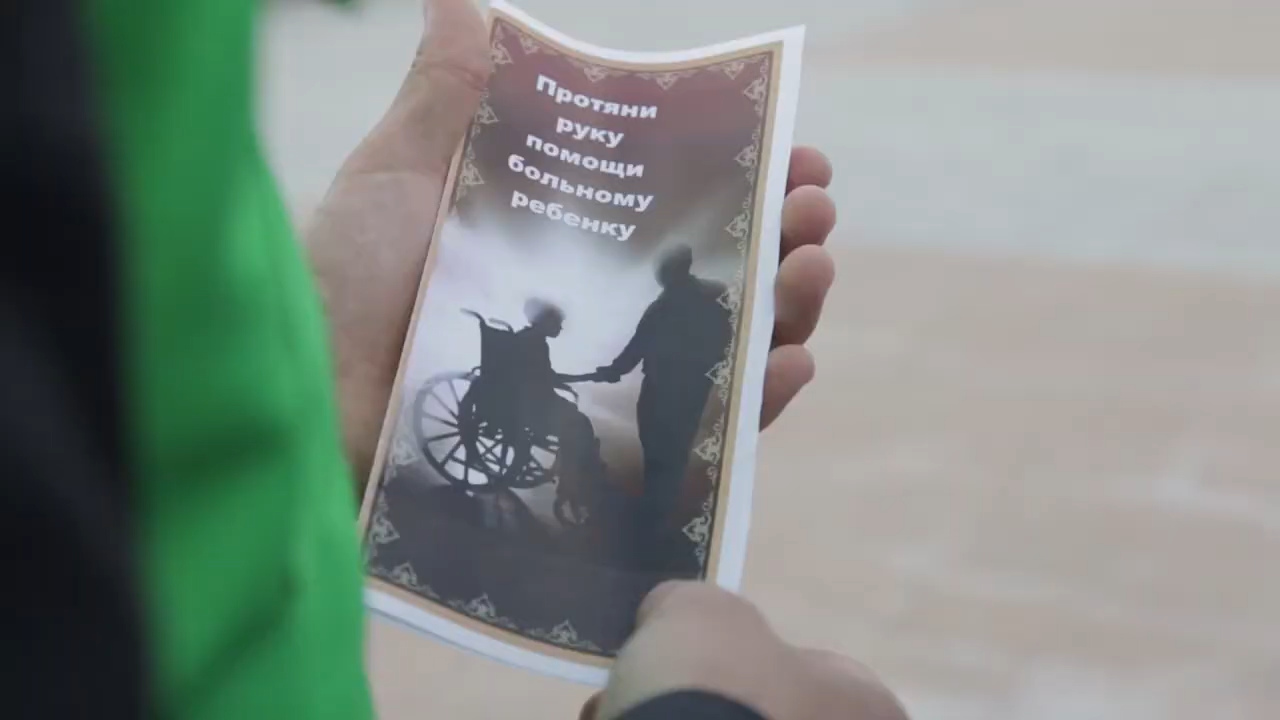 Протяни
руку
помощи
больному
ребенку